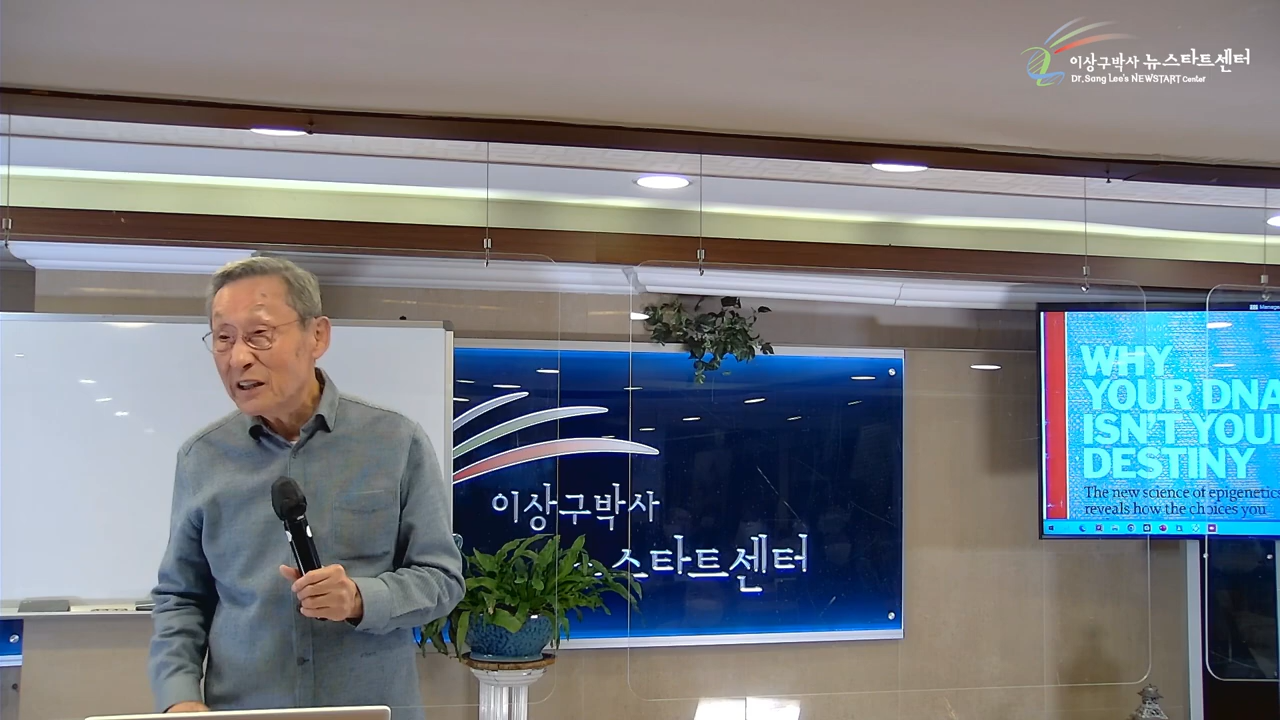 이상구박사 뉴스타트센터
Dr. Sang Lee's NEWSTART Center
WHY
YOUR DNA
ISN'T YOU
DESTINY
The new science of epigenetics
reveals how the choices you
이상구박사
스타트센터